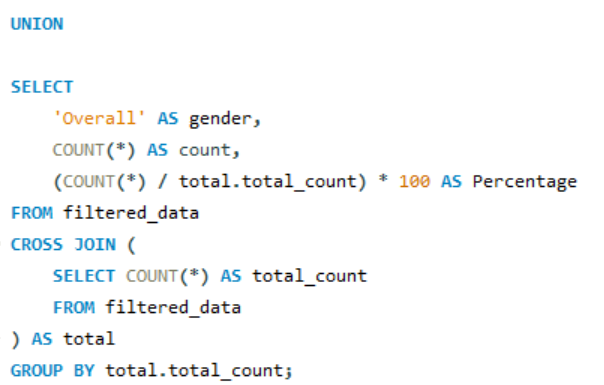 UNION
SELECT
'Overall' AS gender,
COUNT(*) AS count,
(COUNT(*) / total.total_count) * 100 AS Percentage
FROM filtered_data
CROSS JOIN (
SELECT COUNT(*) AS total_count
FROM filtered_data
) AS total
GROUP BY total.total_count;